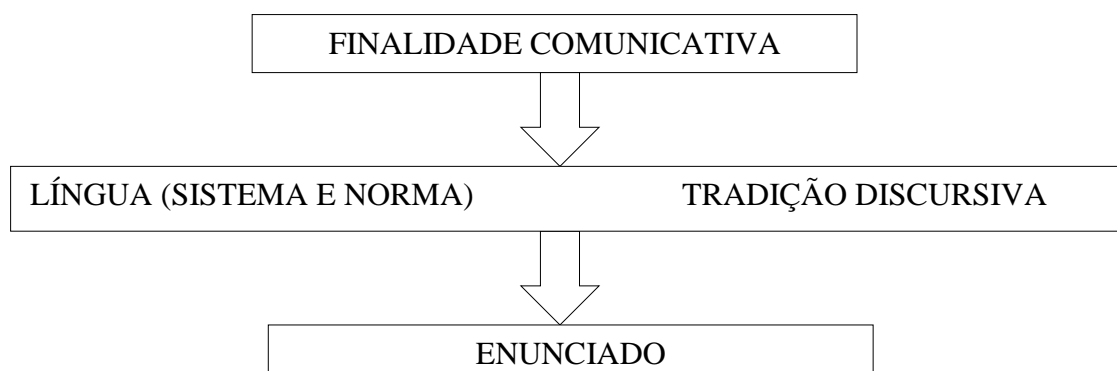 FINALIDADE COMUNICATIVA
LÍNGUA (SISTEMA E NORMA) TRADIÇÃO DISCURSIVA
ENUNCIADO